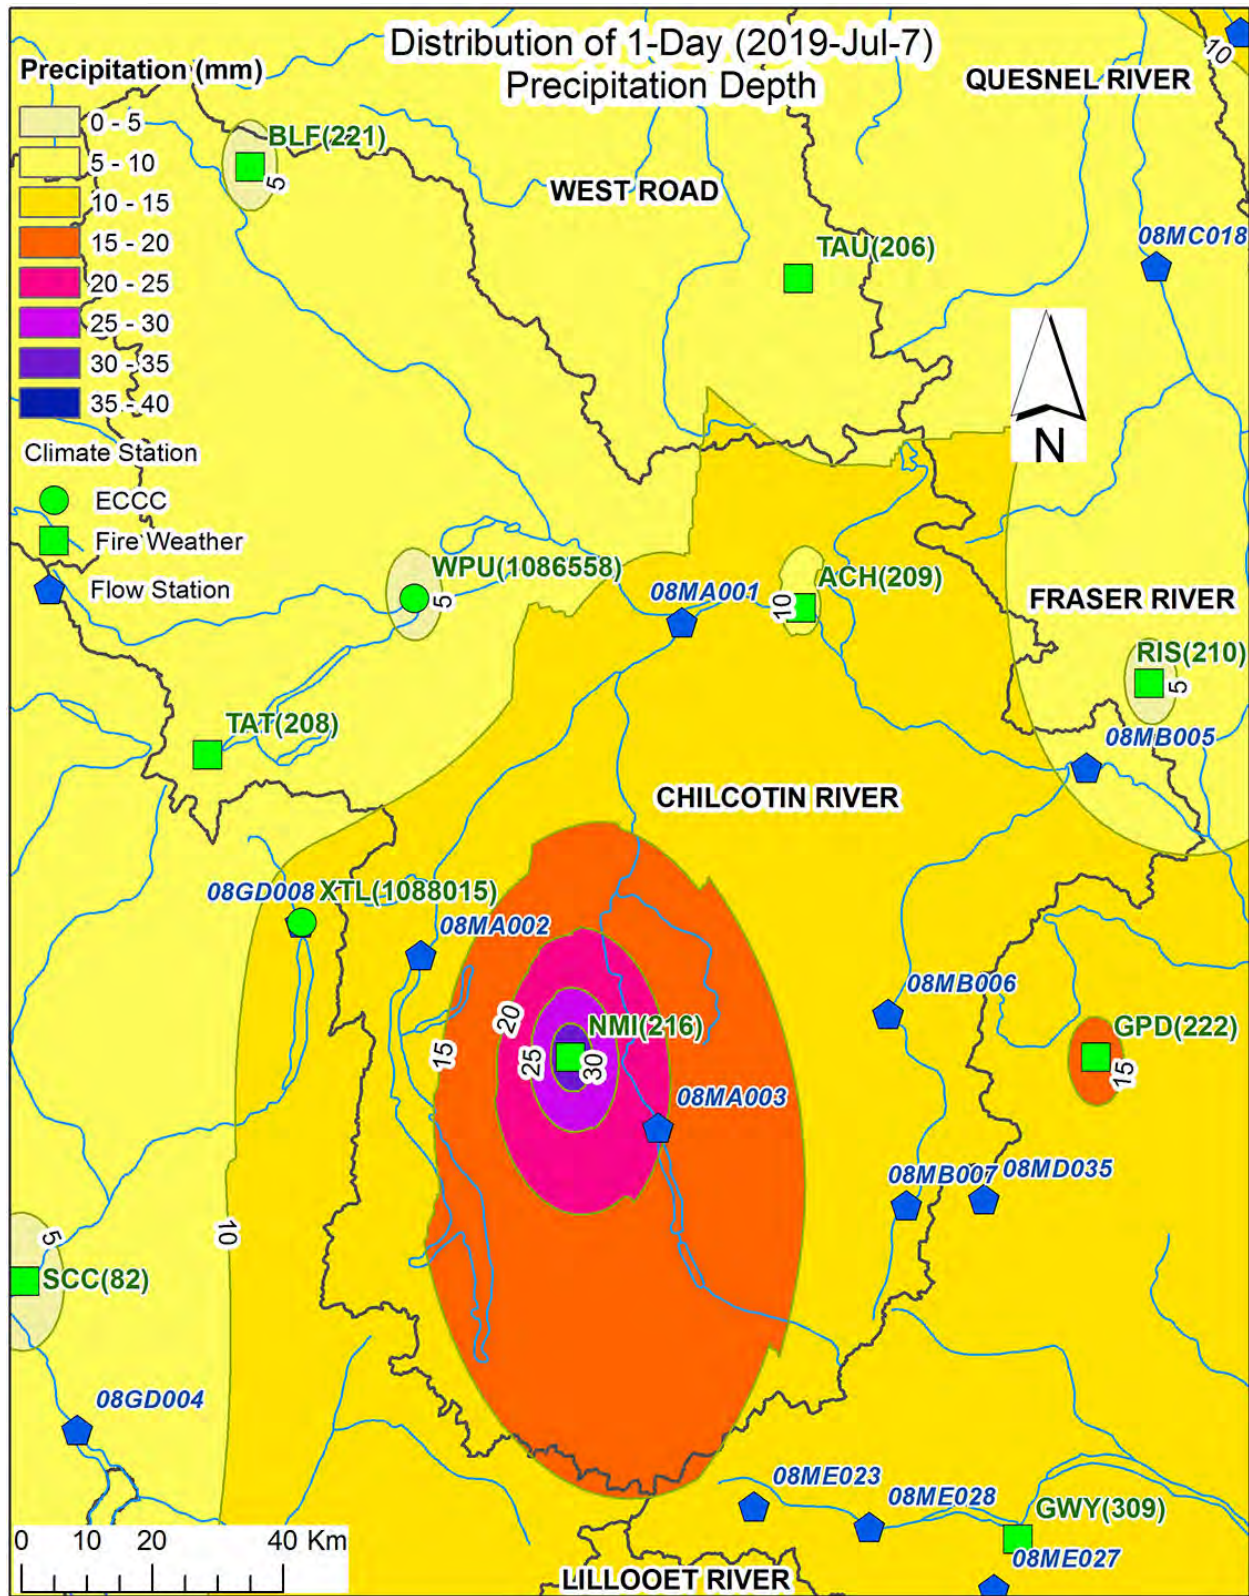 Distribution of 1-Day (2019-Jul-7)
Precipitation Depth
Precipitation (mm)
0 - 5
5 - 10
10 - 15
15 - 20
20 - 25
25 - 30
30 - 35
35 - 40
Climate Station
ECCC
Fire Weather
Flow Station
10
QUESNEL RIVER
BLF(221)
5
WEST ROAD
TAU(206)
08MC018
N
WPU(1086558)
5
08MA001
ACH(209)
10
FRASER RIVER
RIS(210)
5
TAT(208)
08MB005
CHILCOTIN RIVER
08GD008
XTL(1088015)
08MA002
08MB006
20
15
25
NMI(216)
30
GPD(222)
15
08MA003
08MB007
08MD035
10
5
SCC(82)
08GD004
08ME023
08ME028
GWY(309)
08ME027
0 10 20 40 Km
LILLOOET RIVER